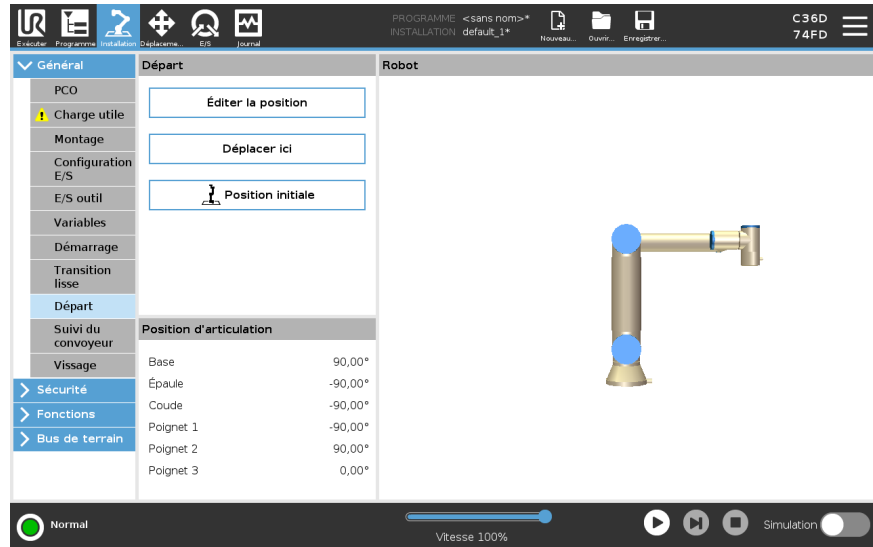 PROGRAMME <sans nom>*
INSTALLATION default_1*
C36D
74FD
UR
Exécuter
Programme
Installation
Déplaceme...
E/S
Journal
Nouveau...
Ouvrir...
Enregistrer...
Général
PCO
Charge utile
Montage
Configuration
E/S
E/S outil
Variables
Démarrage
Transition
lisse
Départ
Suivi du
convoyeur
Vissage
Sécurité
Fonctions
Bus de terrain
Départ
Éditer la position
Déplacer ici
Position initiale
Position d'articulation
Base 90,00°
Épaule -90,00°
Coude -90,00°
Poignet 1 -90,00°
Poignet 2 90,00°
Poignet 3 0,00°
Robot
Normal
Vitesse 100%
Simulation